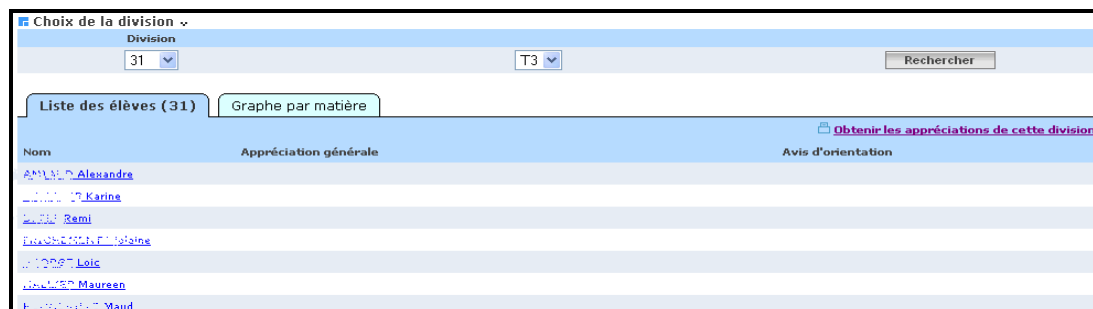 Choix de la division
Division
31 T3 Rechercher
Liste des élèves (31) Graphe par matière
Obtenir les appréciations de cette division
Nom Appréciation générale Avis d'orientation
Alexandre
Karine
Remi
Loic
Maureen
Maud